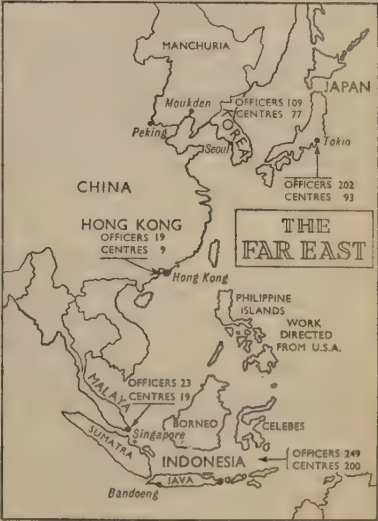 MANCHURIA
JAPAN
Moukden
OFFICERS 109
CENTRES 77
KOREA
Peking
Seoul
Tokio
OFFICERS 202
CENTRES 93
CHINA
HONG KONG
OFFICERS 19
CENTRES 9
THE
FAR EAST
Hong Kong
PHILIPPINE
ISLANDS
WORK
DIRECTED
FROM U.S.A.
MALAYA
OFFICERS 23
CENTRES 19
SUMATRA
Singapore
BORNEO
CELEBES
INDONESIA
OFFICERS 249
CENTRES 200
JAVA
Bandoeng